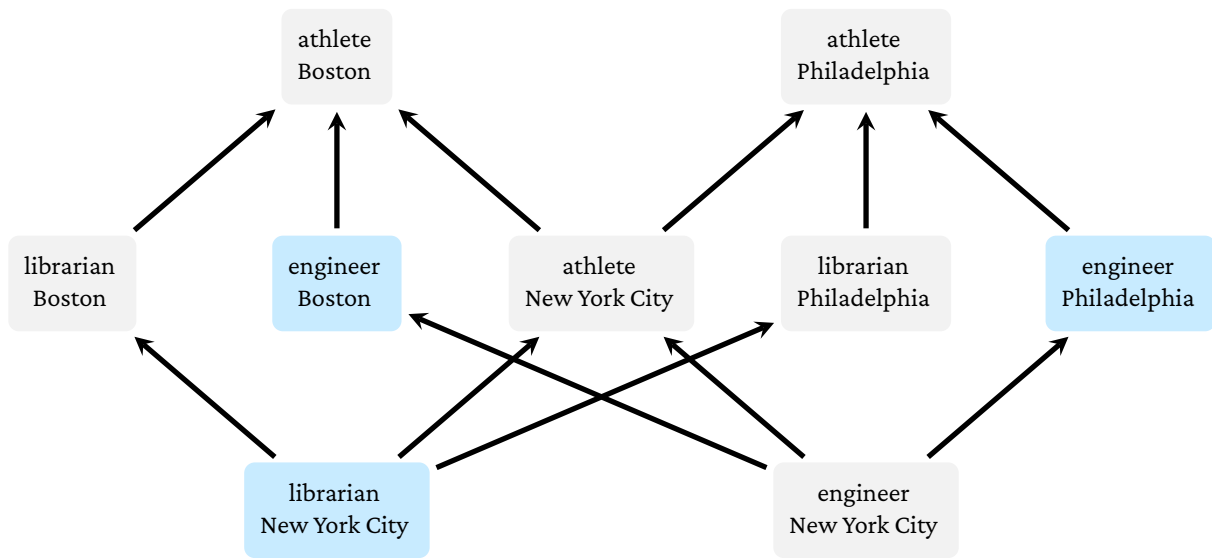 athlete
Boston
athlete
Philadelphia
librarian
Boston
engineer
Boston
athlete
New York City
librarian
Philadelphia
engineer
Philadelphia
librarian
New York City
engineer
New York City